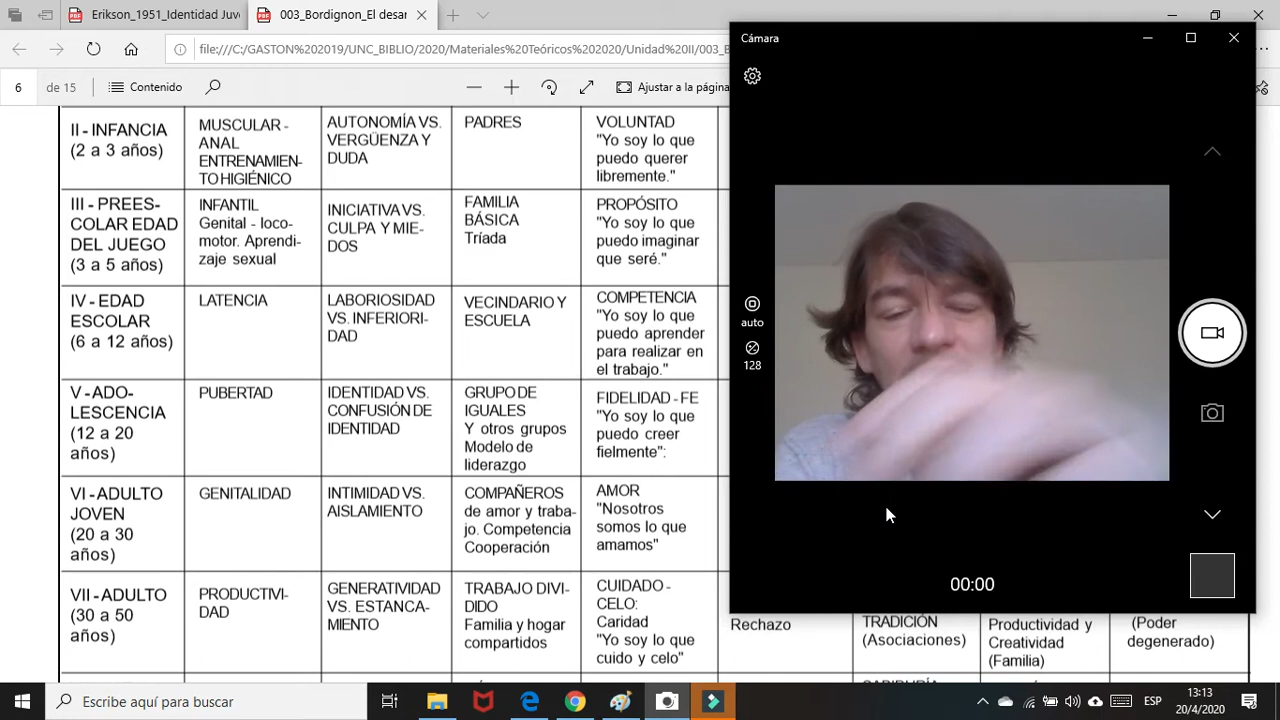 Erikson_1951_Identidad Juv
003_Bordignon_El desar
file:///C:/GASTON%202019/UNC_BIBLIO/2020/Materiales%20Teóricos%202020/Unidad%20II/003_B
6 de 15
Contenido
Ajustar a la página
Cámara
auto
128
00:00
II - INFANCIA
(2 a 3 años)
MUSCULAR -
ANAL
ENTRENAMIEN-
TO HIGIÉNICO
AUTONOMÍA VS.
VERGÜENZA Y
DUDA
PADRES
VOLUNTAD
"Yo soy lo que
puedo querer
libremente."
III - PREES-
COLAR EDAD
DEL JUEGO
(3 a 5 años)
INFANTIL
Genital - loco-
motor. Aprendi-
zaje sexual
INICIATIVA VS.
CULPA Y MIE-
DOS
FAMILIA
BÁSICA
Tríada
PROPÓSITO
"Yo soy lo que
puedo imaginar
que seré."
IV - EDAD
ESCOLAR
(6 a 12 años)
LATENCIA
LABORIOSIDAD
VS. INFERIORI-
DAD
VECINDARIO Y
ESCUELA
COMPETENCIA
"Yo soy lo que
puedo aprender
para realizar en
el trabajo."
V - ADO-
LESCENCIA
(12 a 20
años)
PUBERTAD
IDENTIDAD VS.
CONFUSIÓN DE
IDENTIDAD
GRUPO DE
IGUALES
Y otros grupos
Modelo de
liderazgo
FIDELIDAD - FE
"Yo soy lo que
puedo creer
fielmente":
VI - ADULTO
JOVEN
(20 a 30
años)
GENITALIDAD
INTIMIDAD VS.
AISLAMIENTO
COMPAÑEROS
de amor y traba-
jo. Competencia
Cooperación
AMOR
"Nosotros
somos lo que
amamos"
VII - ADULTO
(30 a 50
años)
PRODUCTIVI-
DAD
GENERATIVIDAD
VS. ESTANCA-
MIENTO
TRABAJO DIVI-
DIDO
Familia y hogar
compartidos
CUIDADO -
CELO:
Caridad
"Yo soy lo que
cuido y celo"
Rechazo
TRADICIÓN
(Asociaciones)
Productividad y
Creatividad
(Familia)
(Poder
degenerado)
Escribe aquí para buscar
ESP
13:13
20/4/2020